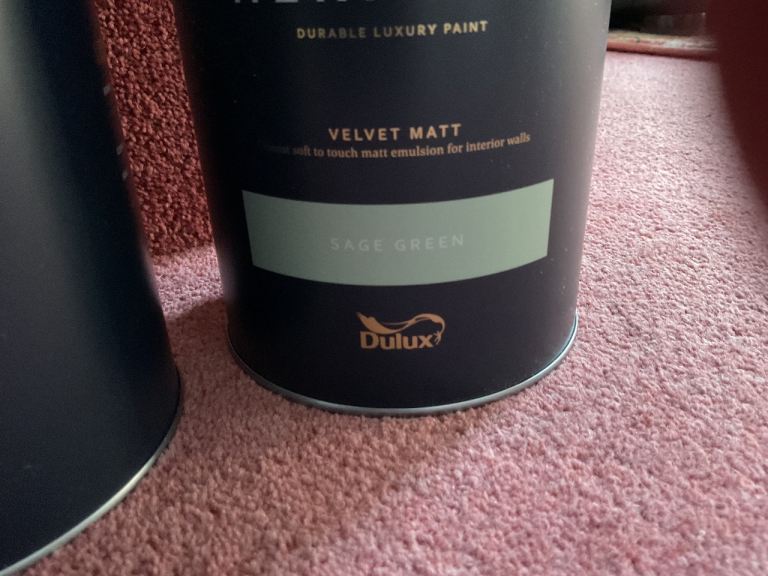 DURABLE LUXURY PAINT
VELVET MATT
soft to touch matt emulsion for interior walls
SAGE GREEN
Dulux